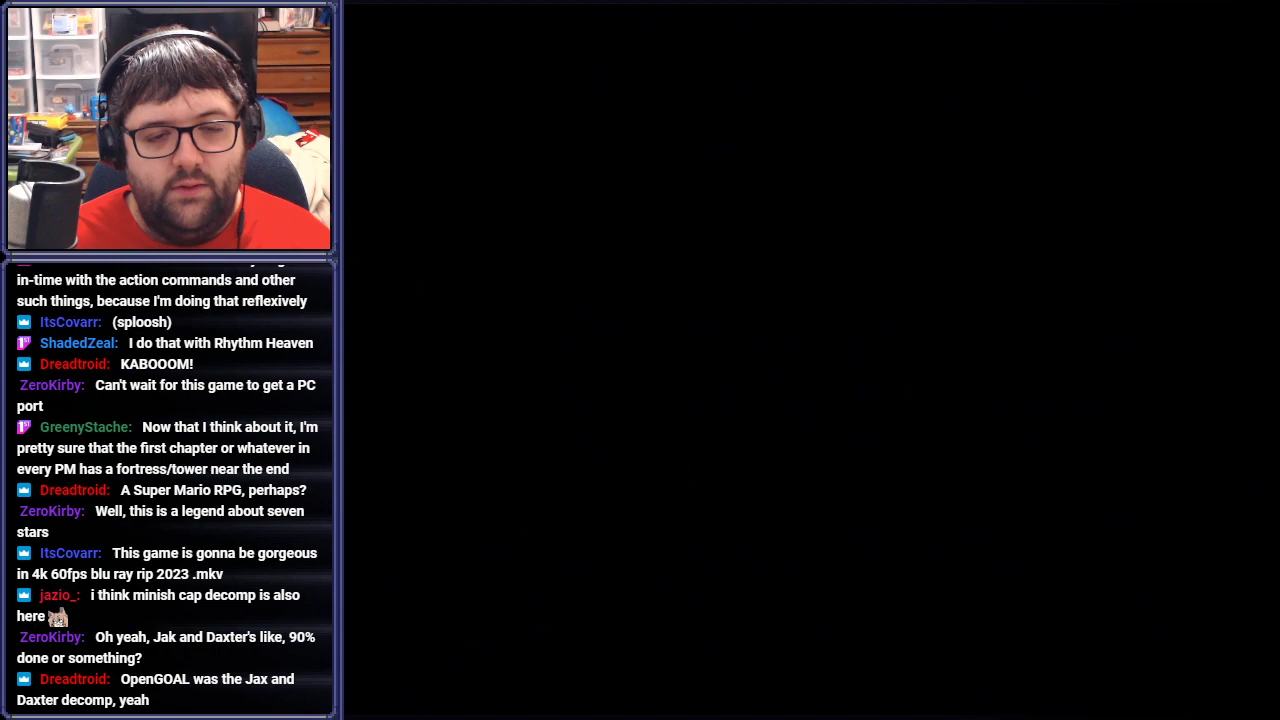 in-time with the action commands and other
such things, because I'm doing that reflexively
ItsCovarr: (sploosh)
ShadedZeal: I do that with Rhythm Heaven
Dreadtroid: KABOOOM!
ZeroKirby: Can't wait for this game to get a PC
port
GreenyStache: Now that I think about it, I'm
pretty sure that the first chapter or whatever in
every PM has a fortress/tower near the end
Dreadtroid: A Super Mario RPG, perhaps?
ZeroKirby: Well, this is a legend about seven
stars
ItsCovarr: This game is gonna be gorgeous
in 4k 60fps blu ray rip 2023 .mkv
jazio_: i think minish cap decomp is also
here
ZeroKirby: Oh yeah, Jak and Daxter's like, 90%
done or something?
Dreadtroid: OpenGOAL was the Jax and
Daxter decomp, yeah